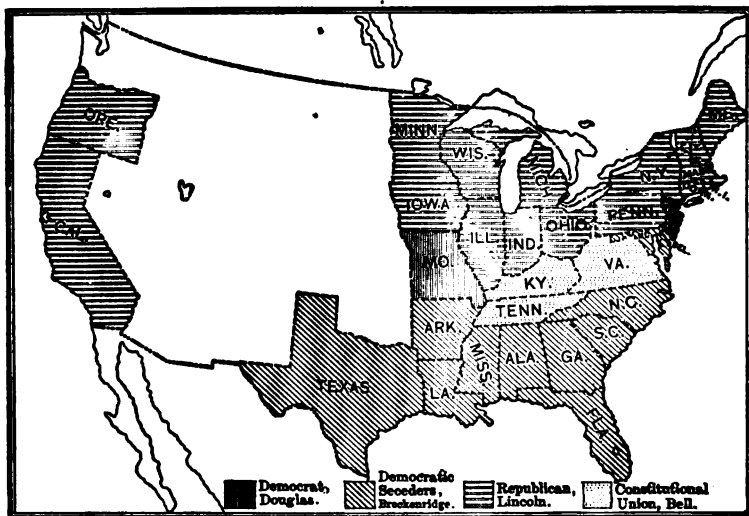 ORE.
CAL.
MINN.
WIS.
IOWA
ILL.
IND.
OHIO.
PENN.
N.Y.
ME.
MO.
KY.
VA.
TENN.
N.C.
ARK.
S.C.
MISS.
ALA.
GA.
TEXAS
LA.
FLA.
Democrat, Douglas.
Democratic Seceders, Breckenridge.
Republican, Lincoln.
Constitutional Union, Bell.